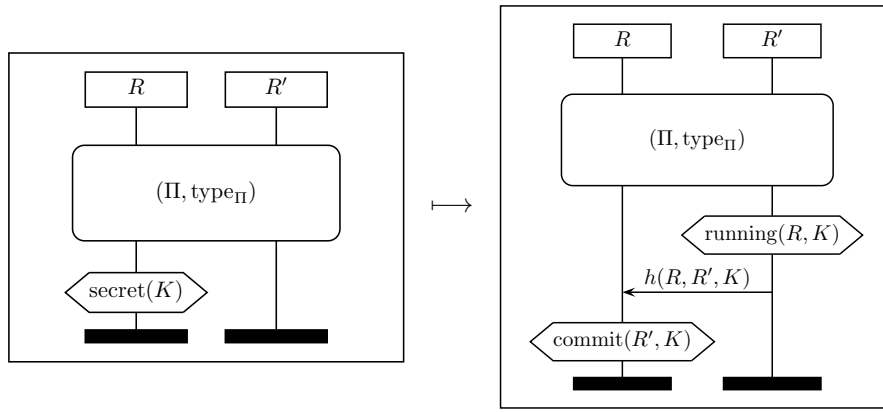 R R′
(Π, type_Π)
secret(K)
⟼
R R′
(Π, type_Π)
running(R, K)
h(R, R′, K)
commit(R′, K)